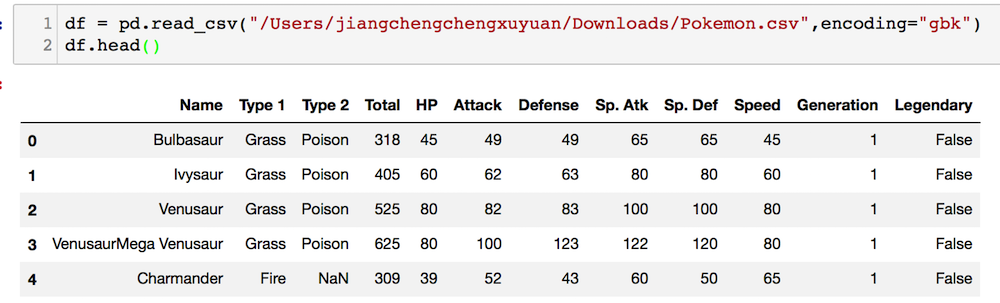 1 df = pd.read_csv("/Users/jiangchengchengxuyuan/Downloads/Pokemon.csv",encoding="gbk")
2 df.head()
Name Type 1 Type 2 Total HP Attack Defense Sp. Atk Sp. Def Speed Generation Legendary
0 Bulbasaur Grass Poison 318 45 49 49 65 65 45 1 False
1 Ivysaur Grass Poison 405 60 62 63 80 80 60 1 False
2 Venusaur Grass Poison 525 80 82 83 100 100 80 1 False
3 VenusaurMega Venusaur Grass Poison 625 80 100 123 122 120 80 1 False
4 Charmander Fire NaN 309 39 52 43 60 50 65 1 False